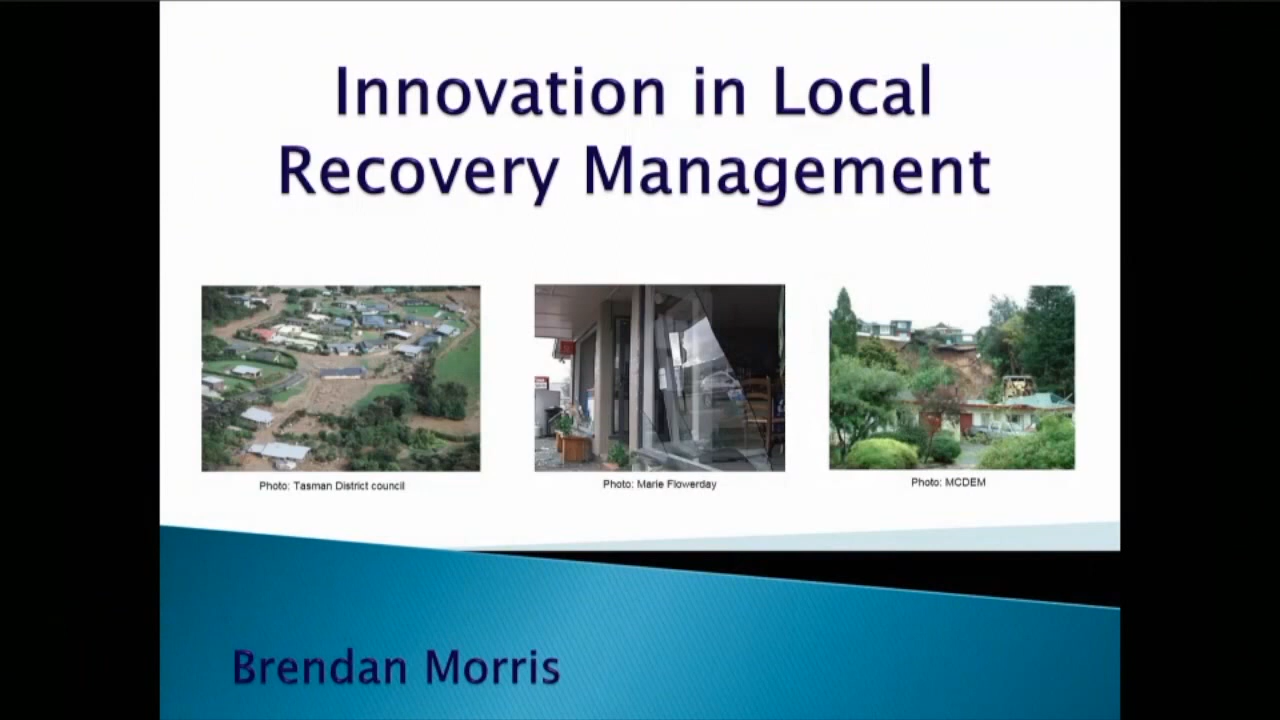 Innovation in Local
Recovery Management
Photo: Tasman District council
Photo: Marie Flowerday
Photo: MCDEM
Brendan Morris